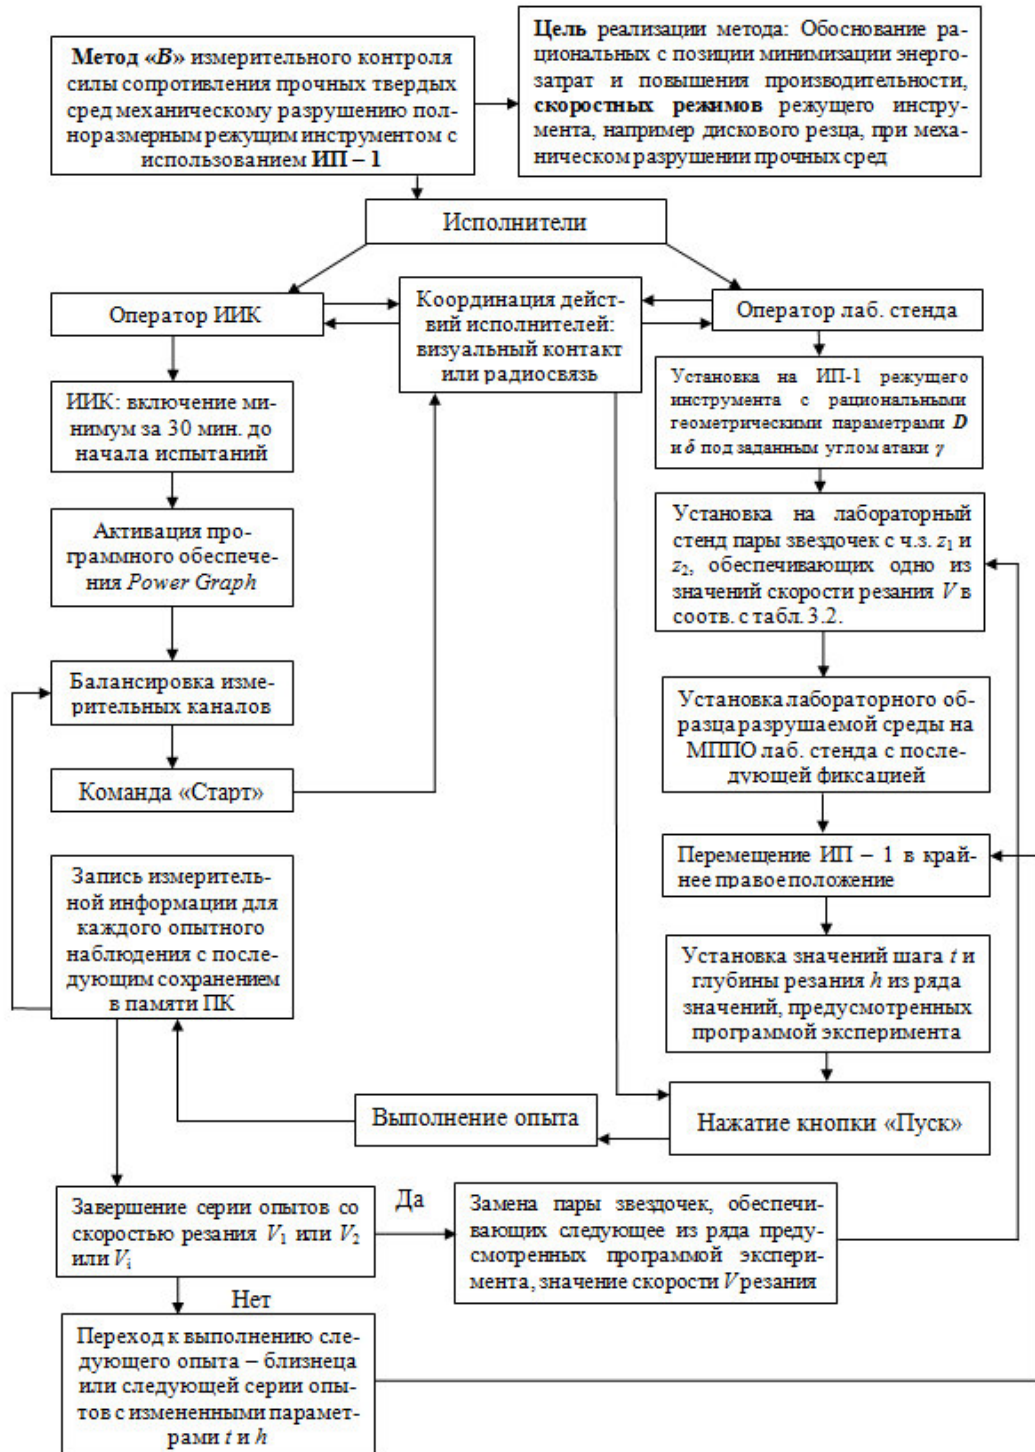 Метод «В» измерительного контроля
силы сопротивления прочных твердых
сред механическому разрушению пол-
норазмерным режущим инструментом с
использованием ИП – 1
Цель реализации метода: Обоснование ра-
циональных с позиции минимизации энерго-
затрат и повышения производительности,
скоростных режимов режущего инстру-
мента, например дискового резца, при меха-
ническом разрушении прочных сред
Исполнители
Оператор ИИК
Координация дейст-
вий исполнителей:
визуальный контакт
или радиосвязь
Оператор лаб. стенда
ИИК: включение ми-
нимум за 30 мин. до
начала испытаний
Активация про-
граммного обеспече-
ния Power Graph
Балансировка изме-
рительных каналов
Команда «Старт»
Запись измеритель-
ной информации для
каждого опытного
наблюдения с после-
дующим сохранением
в памяти ПК
Установка на ИП-1 режущего
инструмента с рациональными
геометрическими параметрами D
и δ под заданным углом атаки γ
Установка на лабораторный
стенд пары звездочек с ч.з. z₁ и
z₂, обеспечивающих одно из
значений скорости резания V в
соотв. с табл. 3.2.
Установка лабораторного об-
разца разрушаемой среды на
МППО лаб. стенда с после-
дующей фиксацией
Перемещение ИП – 1 в край-
нее правое положение
Установка значений шага t и
глубины резания h из ряда
значений, предусмотренных
программой эксперимента
Нажатие кнопки «Пуск»
Выполнение опыта
Завершение серии опытов со
скоростью резания V₁ или V₂
или Vᵢ
Да
Замена пары звездочек, обеспечи-
вающих следующее из ряда преду-
смотренных программой экспери-
мента, значение скорости V резания
Нет
Переход к выполнению сле-
дующего опыта – близнеца
или следующей серии опы-
тов с измененными парамет-
рами t и h